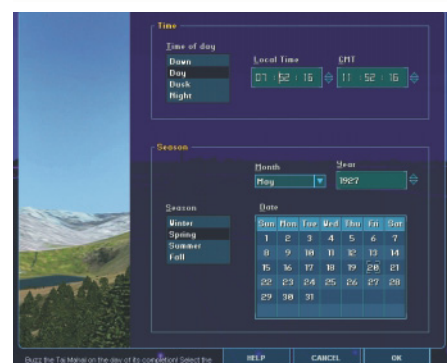 Time
Time of day
Dawn
Day
Dusk
Night
Local Time
GMT
07 : 52 : 16
11 : 52 : 16
Season
Month
Year
May
1927
Season
Winter
Spring
Summer
Fall
Date
Sun Mon Tue Wed Thu Fri Sat
1 2 3 4 5 6 7
8 9 10 11 12 13 14
15 16 17 18 19 20 21
22 23 24 25 26 27 28
29 30 31
Buzz the Taj Mahal on the day of its completion! Select the
HELP
CANCEL
OK